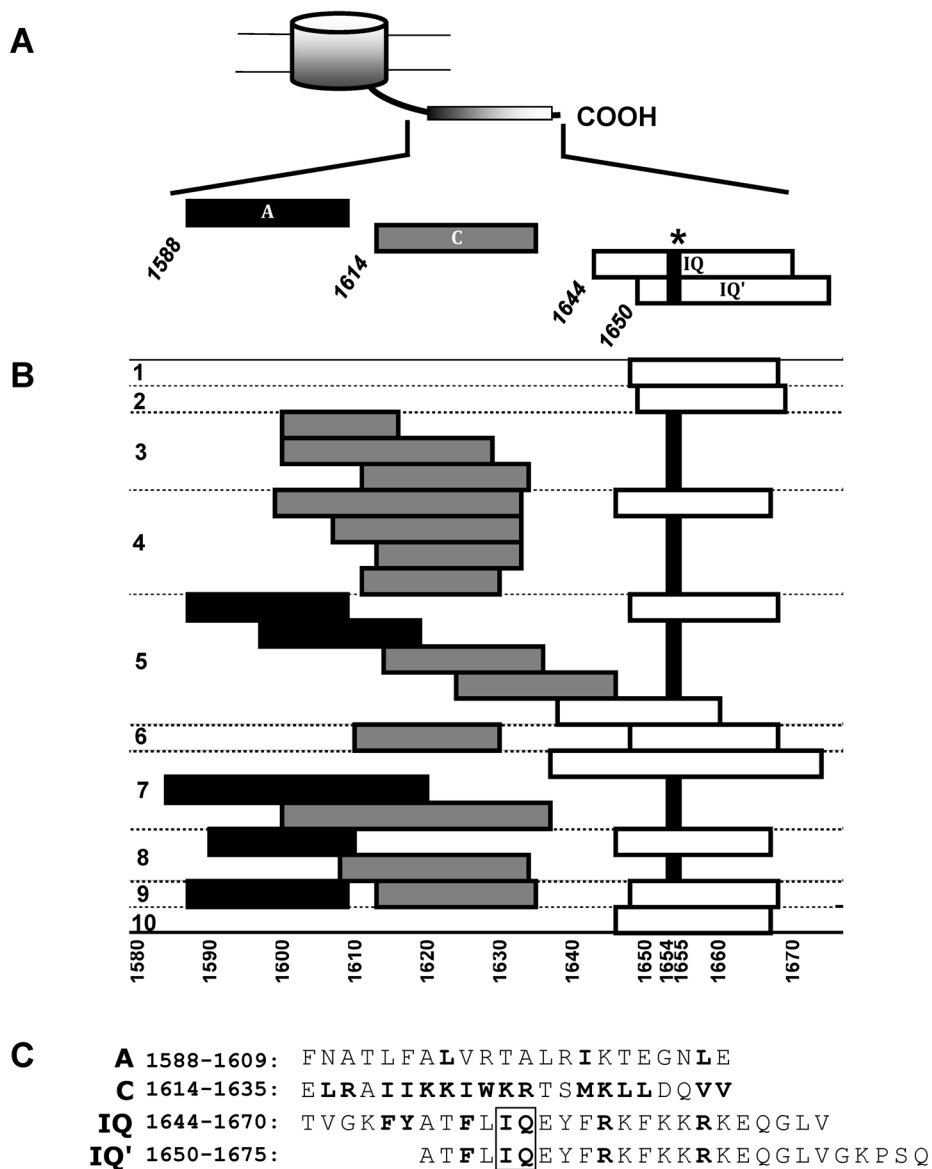 A
COOH
A
C
*
IQ
IQ'
1588
1614
1644
1650
B
1
2
3
4
5
6
7
8
9
10
1580 1590 1600 1610 1620 1630 1640 1650 1654 1655 1660 1670
C
A 1588-1609: FNATLFALVRTALRIKTEGNLE
C 1614-1635: ELRAIIKKIWKRTSMKLLDQVV
IQ 1644-1670: TVGKFYATFLIQEYFRKFKKRKEQGLV
IQ' 1650-1675: ATFLIQEYFRKFKKRKEQGLVGKPSQ